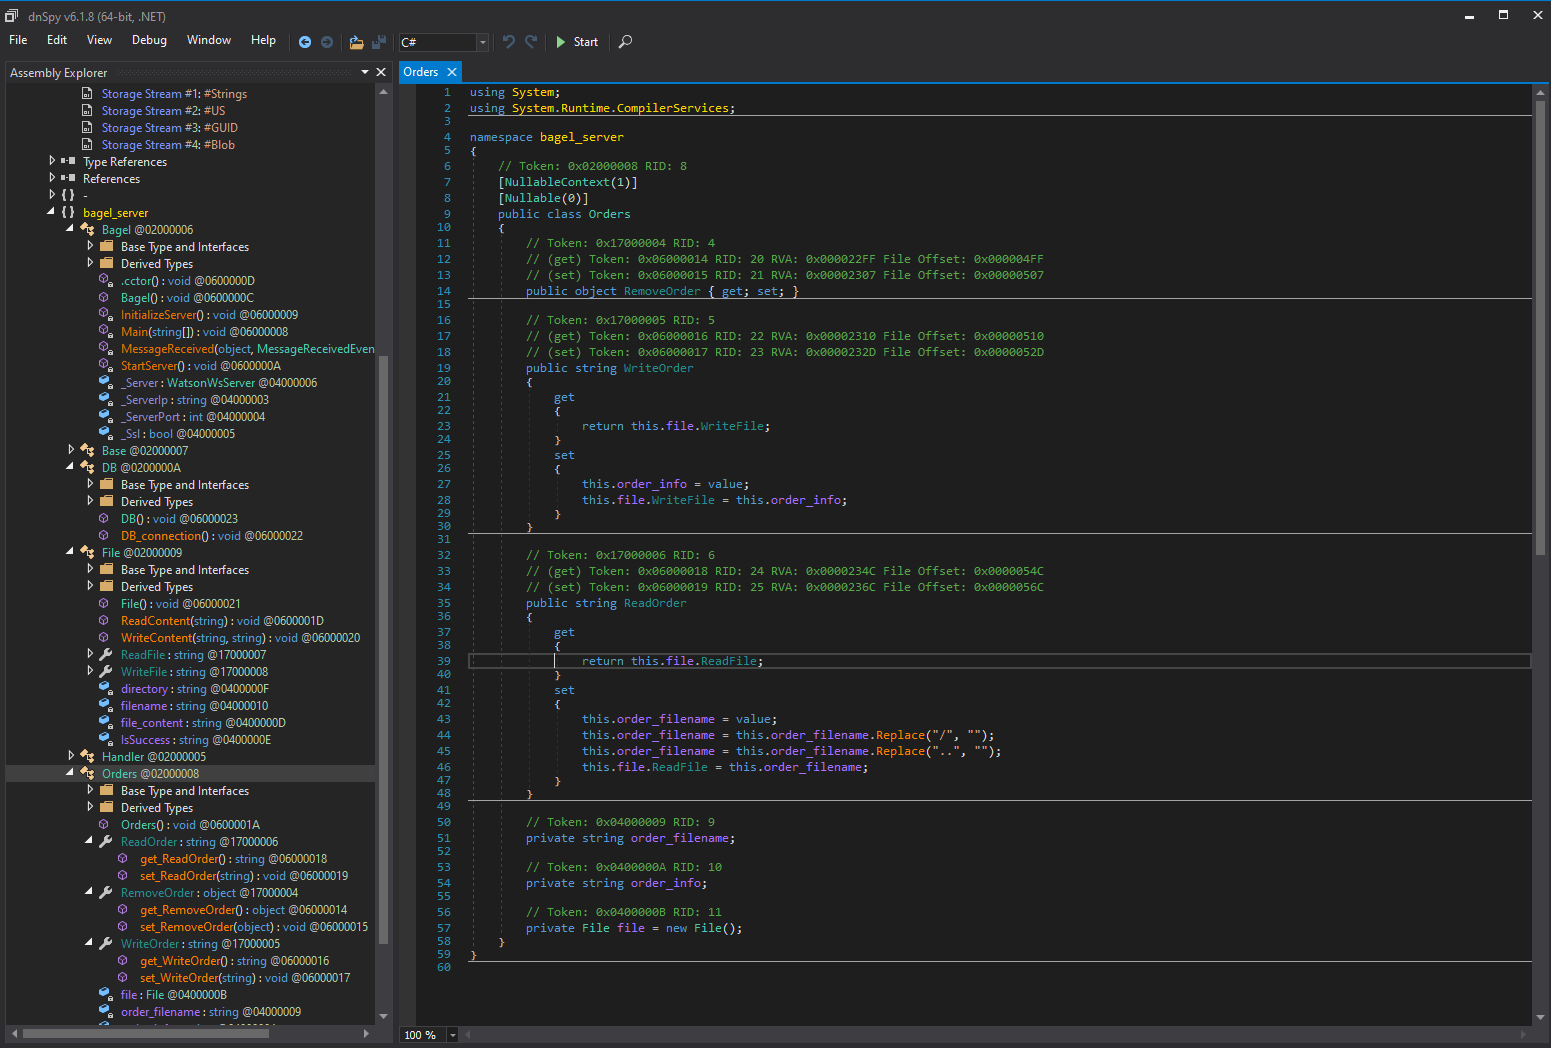 dnSpy v6.1.8 (64-bit, .NET)
File Edit View Debug Window Help C# Start
Assembly Explorer
Storage Stream #1: #Strings
Storage Stream #2: #US
Storage Stream #3: #GUID
Storage Stream #4: #Blob
Type References
References
{ } -
{ } bagel_server
Bagel @02000006
Base Type and Interfaces
Derived Types
.cctor() : void @0600000D
Bagel() : void @0600000C
InitializeServer() : void @06000009
Main(string[]) : void @06000008
MessageReceived(object, MessageReceivedEven
StartServer() : void @0600000A
_Server : WatsonWsServer @04000006
_ServerIp : string @04000003
_ServerPort : int @04000004
_Ssl : bool @04000005
Base @02000007
DB @0200000A
Base Type and Interfaces
Derived Types
DB() : void @06000023
DB_connection() : void @06000022
File @02000009
Base Type and Interfaces
Derived Types
File() : void @06000021
ReadContent(string) : void @0600001D
WriteContent(string, string) : void @06000020
ReadFile : string @17000007
WriteFile : string @17000008
directory : string @0400000F
filename : string @04000010
file_content : string @0400000D
IsSuccess : string @0400000E
Handler @02000005
Orders @02000008
Base Type and Interfaces
Derived Types
Orders() : void @0600001A
ReadOrder : string @17000006
get_ReadOrder() : string @06000018
set_ReadOrder(string) : void @06000019
RemoveOrder : object @17000004
get_RemoveOrder() : object @06000014
set_RemoveOrder(object) : void @06000015
WriteOrder : string @17000005
get_WriteOrder() : string @06000016
set_WriteOrder(string) : void @06000017
file : File @0400000B
order_filename : string @04000009
Orders
1 using System;
2 using System.Runtime.CompilerServices;
3
4 namespace bagel_server
5 {
6 // Token: 0x02000008 RID: 8
7 [NullableContext(1)]
8 [Nullable(0)]
9 public class Orders
10 {
11 // Token: 0x17000004 RID: 4
12 // (get) Token: 0x06000014 RID: 20 RVA: 0x000022FF File Offset: 0x000004FF
13 // (set) Token: 0x06000015 RID: 21 RVA: 0x00002307 File Offset: 0x00000507
14 public object RemoveOrder { get; set; }
15
16 // Token: 0x17000005 RID: 5
17 // (get) Token: 0x06000016 RID: 22 RVA: 0x00002310 File Offset: 0x00000510
18 // (set) Token: 0x06000017 RID: 23 RVA: 0x0000232D File Offset: 0x0000052D
19 public string WriteOrder
20 {
21 get
22 {
23 return this.file.WriteFile;
24 }
25 set
26 {
27 this.order_info = value;
28 this.file.WriteFile = this.order_info;
29 }
30 }
31
32 // Token: 0x17000006 RID: 6
33 // (get) Token: 0x06000018 RID: 24 RVA: 0x0000234C File Offset: 0x0000054C
34 // (set) Token: 0x06000019 RID: 25 RVA: 0x0000236C File Offset: 0x0000056C
35 public string ReadOrder
36 {
37 get
38 {
39 return this.file.ReadFile;
40 }
41 set
42 {
43 this.order_filename = value;
44 this.order_filename = this.order_filename.Replace("/", "");
45 this.order_filename = this.order_filename.Replace("..", "");
46 this.file.ReadFile = this.order_filename;
47 }
48 }
49
50 // Token: 0x04000009 RID: 9
51 private string order_filename;
52
53 // Token: 0x0400000A RID: 10
54 private string order_info;
55
56 // Token: 0x0400000B RID: 11
57 private File file = new File();
58 }
59 }
60
100 %